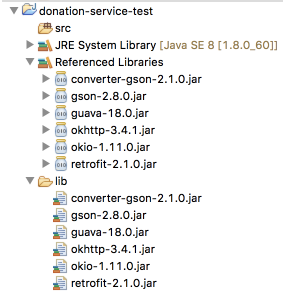 donation-service-test
src
JRE System Library [Java SE 8 [1.8.0_60]]
Referenced Libraries
converter-gson-2.1.0.jar
gson-2.8.0.jar
guava-18.0.jar
okhttp-3.4.1.jar
okio-1.11.0.jar
retrofit-2.1.0.jar
lib
converter-gson-2.1.0.jar
gson-2.8.0.jar
guava-18.0.jar
okhttp-3.4.1.jar
okio-1.11.0.jar
retrofit-2.1.0.jar